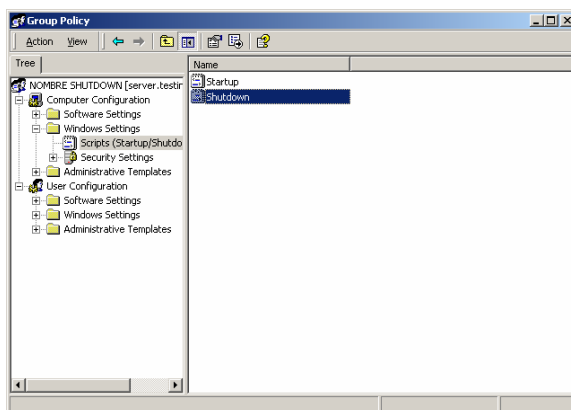 Group Policy
Action View
Tree
Name
NOMBRE SHUTDOWN [server.testin
Computer Configuration
Software Settings
Windows Settings
Scripts (Startup/Shutdo
Security Settings
Administrative Templates
User Configuration
Software Settings
Windows Settings
Administrative Templates
Startup
Shutdown